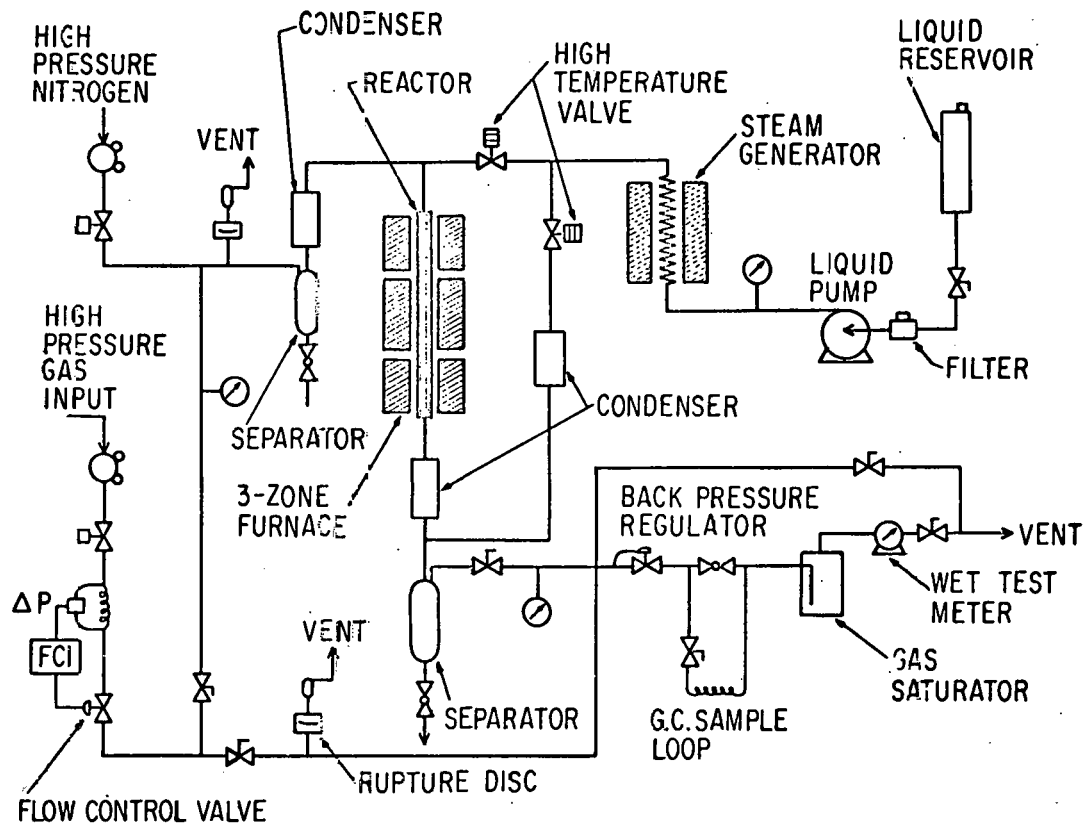 HIGH
PRESSURE
NITROGEN
CONDENSER
REACTOR
HIGH
TEMPERATURE
VALVE
LIQUID
RESERVOIR
VENT
STEAM
GENERATOR
LIQUID
PUMP
FILTER
HIGH
PRESSURE
GAS
INPUT
SEPARATOR
CONDENSER
3-ZONE
FURNACE
BACK PRESSURE
REGULATOR
VENT
WET TEST
METER
ΔP
FCI
VENT
SEPARATOR
GAS
SATURATOR
G.C. SAMPLE
LOOP
RUPTURE DISC
FLOW CONTROL VALVE